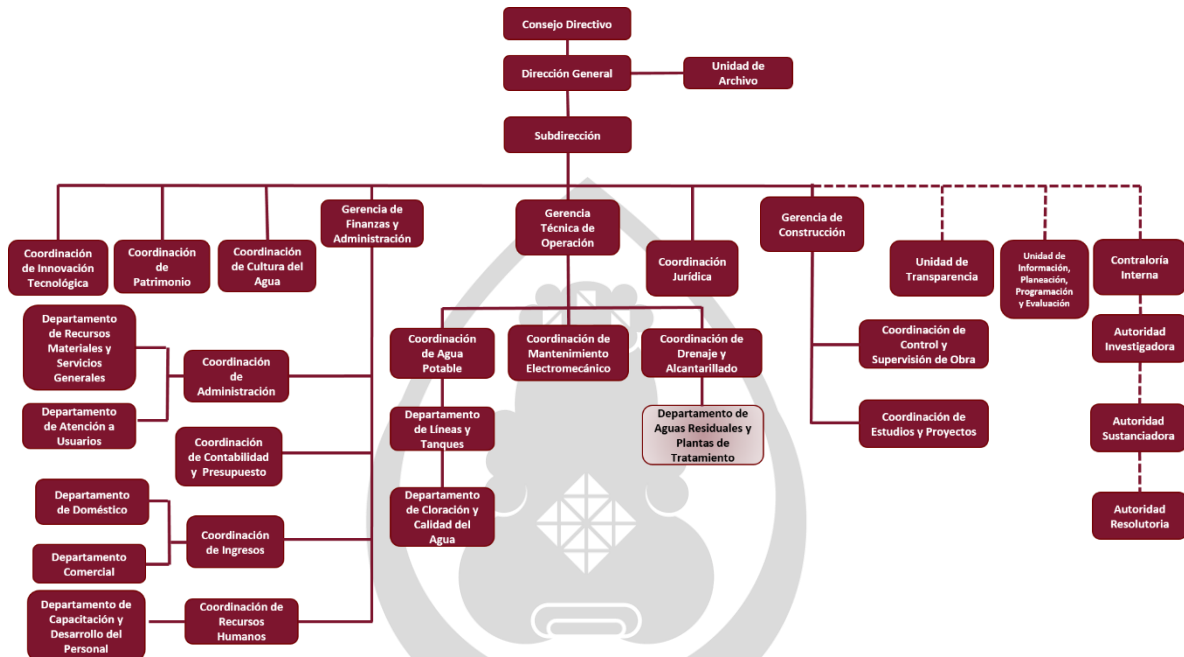 Consejo Directivo
Dirección General
Unidad de
Archivo
Subdirección
Gerencia de
Finanzas y
Administración
Gerencia
Técnica de
Operación
Gerencia de
Construcción
Coordinación
de Innovación
Tecnológica
Coordinación
de
Patrimonio
Coordinación
de Cultura del
Agua
Coordinación
Jurídica
Unidad de
Transparencia
Unidad de
Información,
Planeación,
Programación
y Evaluación
Contraloría
Interna
Departamento
de Recursos
Materiales y
Servicios
Generales
Coordinación
de
Administración
Departamento
de Atención a
Usuarios
Coordinación
de Contabilidad
y Presupuesto
Departamento
de Doméstico
Coordinación
de Ingresos
Departamento
Comercial
Departamento de
Capacitación y
Desarrollo del
Personal
Coordinación de
Recursos
Humanos
Coordinación
de Agua
Potable
Coordinación de
Mantenimiento
Electromecánico
Coordinación de
Drenaje y
Alcantarillado
Departamento
de Líneas y
Tanques
Departamento de
Aguas Residuales y
Plantas de
Tratamiento
Departamento
de Cloración y
Calidad del
Agua
Coordinación de
Control y
Supervisión de Obra
Coordinación de
Estudios y Proyectos
Autoridad
Investigadora
Autoridad
Sustanciadora
Autoridad
Resolutoria